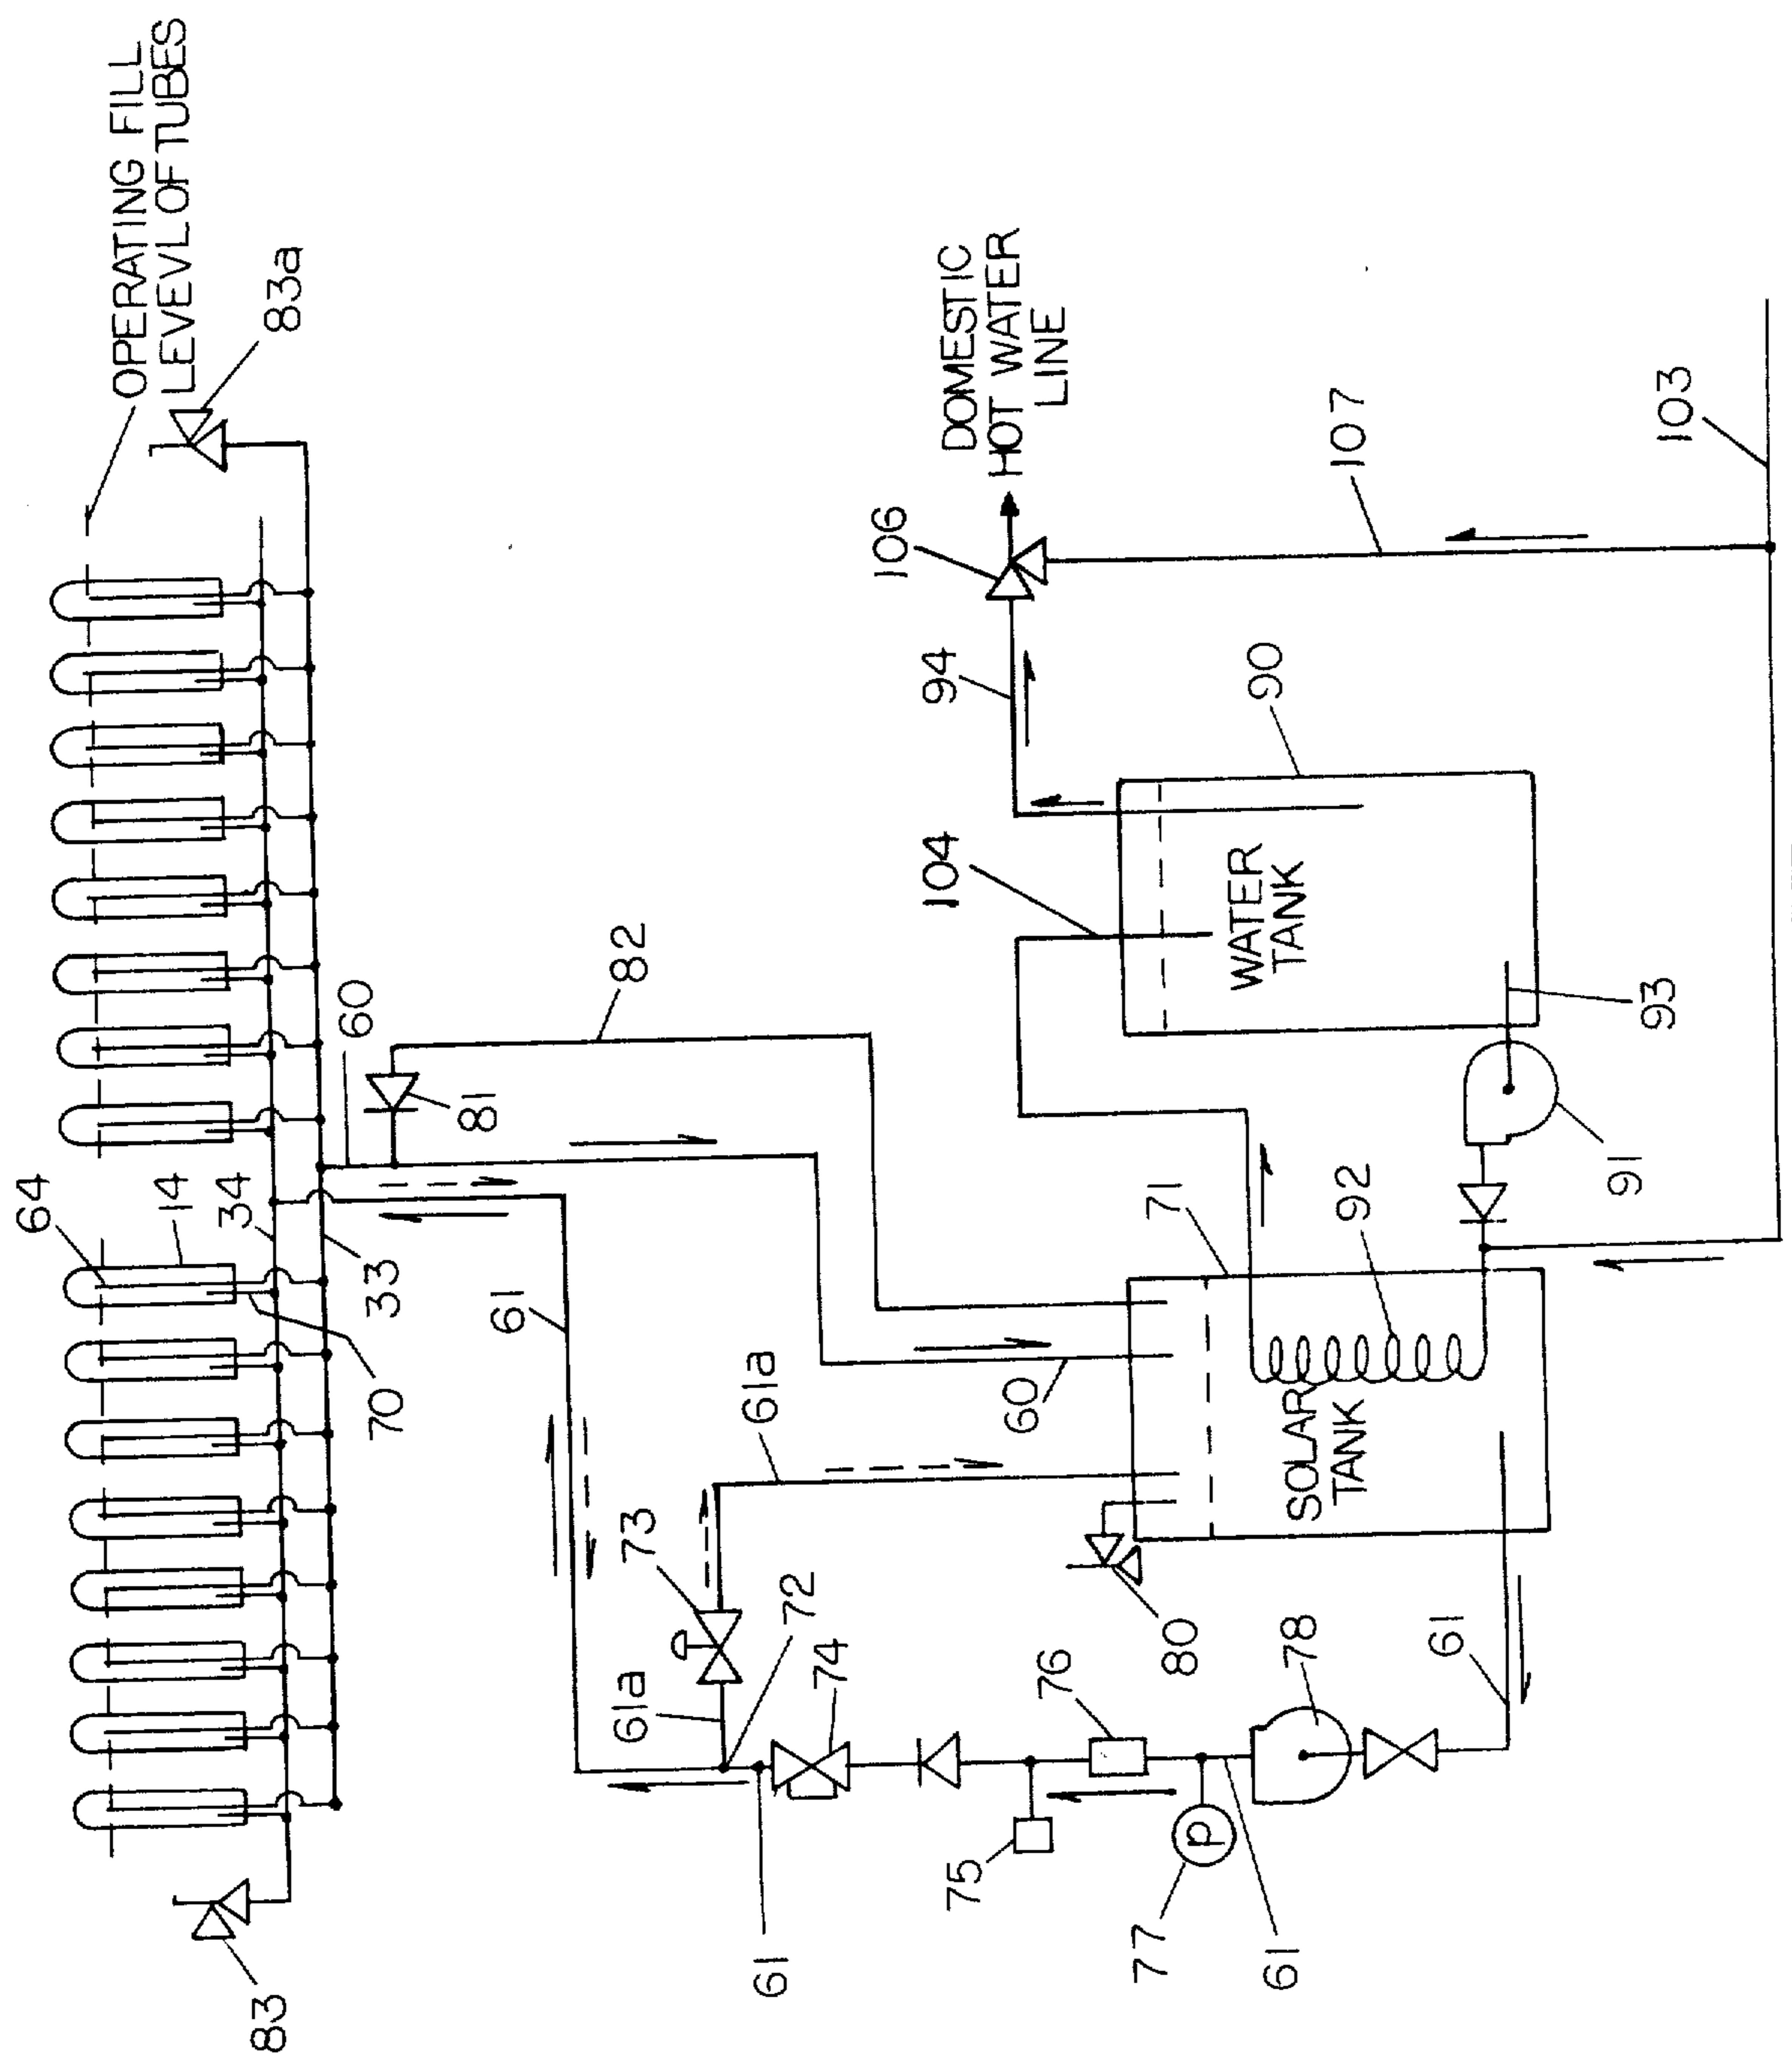 OPERATING FILL
LEVEVL OF TUBES
83a
64
14
34
33
70
60
81
82
83
61
DOMESTIC
HOT WATER
LINE
106
94
107
103
104
90
WATER
TANK
93
91
92
71
SOLAR
TANK
60
61a
61a
73
72
74
80
61
75
76
77
P
61
78
61